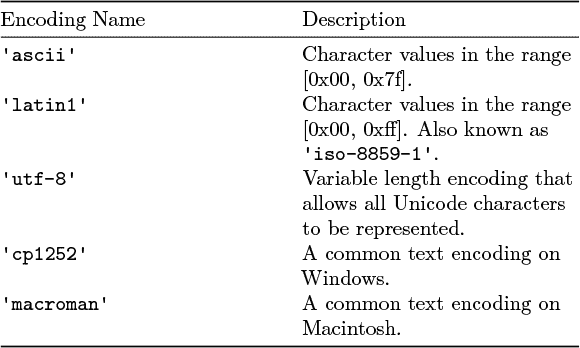 Encoding Name Description
'ascii' Character values in the range
[0x00, 0x7f].
'latin1' Character values in the range
[0x00, 0xff]. Also known as
'iso-8859-1'.
'utf-8' Variable length encoding that
allows all Unicode characters
to be represented.
'cp1252' A common text encoding on
Windows.
'macroman' A common text encoding on
Macintosh.